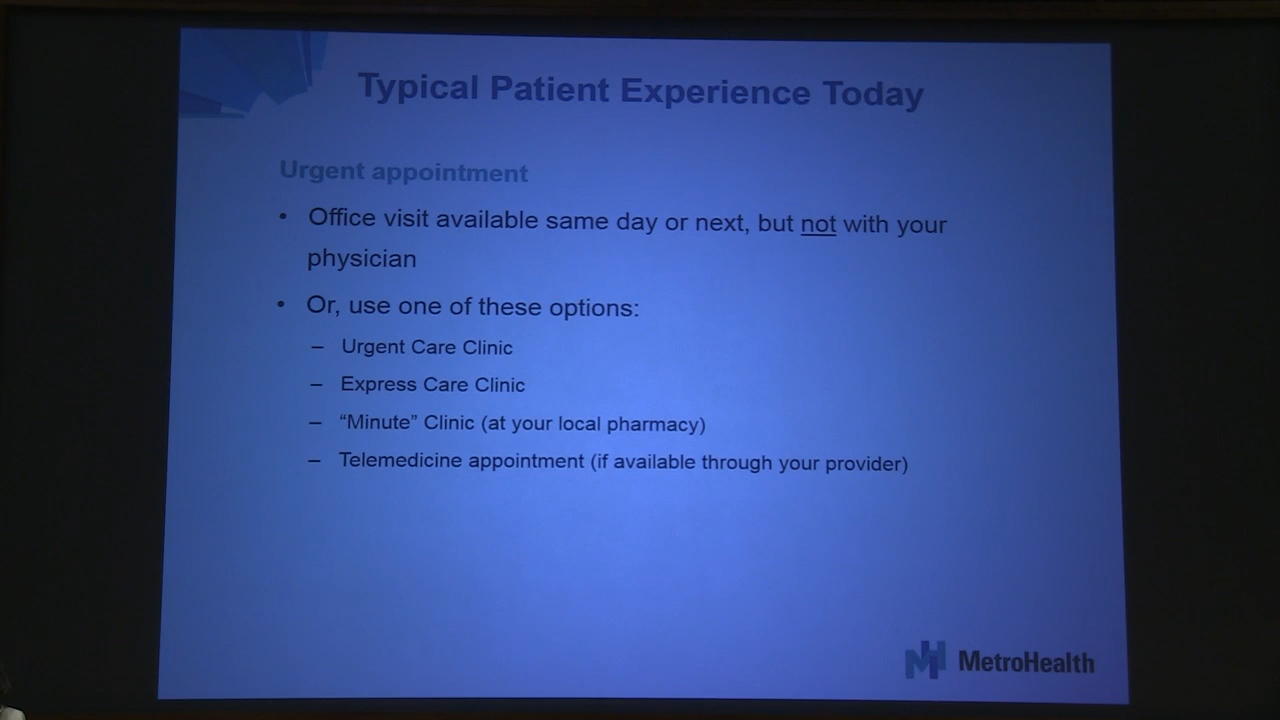 Typical Patient Experience Today
Urgent appointment
• Office visit available same day or next, but not with your
physician
• Or, use one of these options:
– Urgent Care Clinic
– Express Care Clinic
– “Minute” Clinic (at your local pharmacy)
– Telemedicine appointment (if available through your provider)
MetroHealth